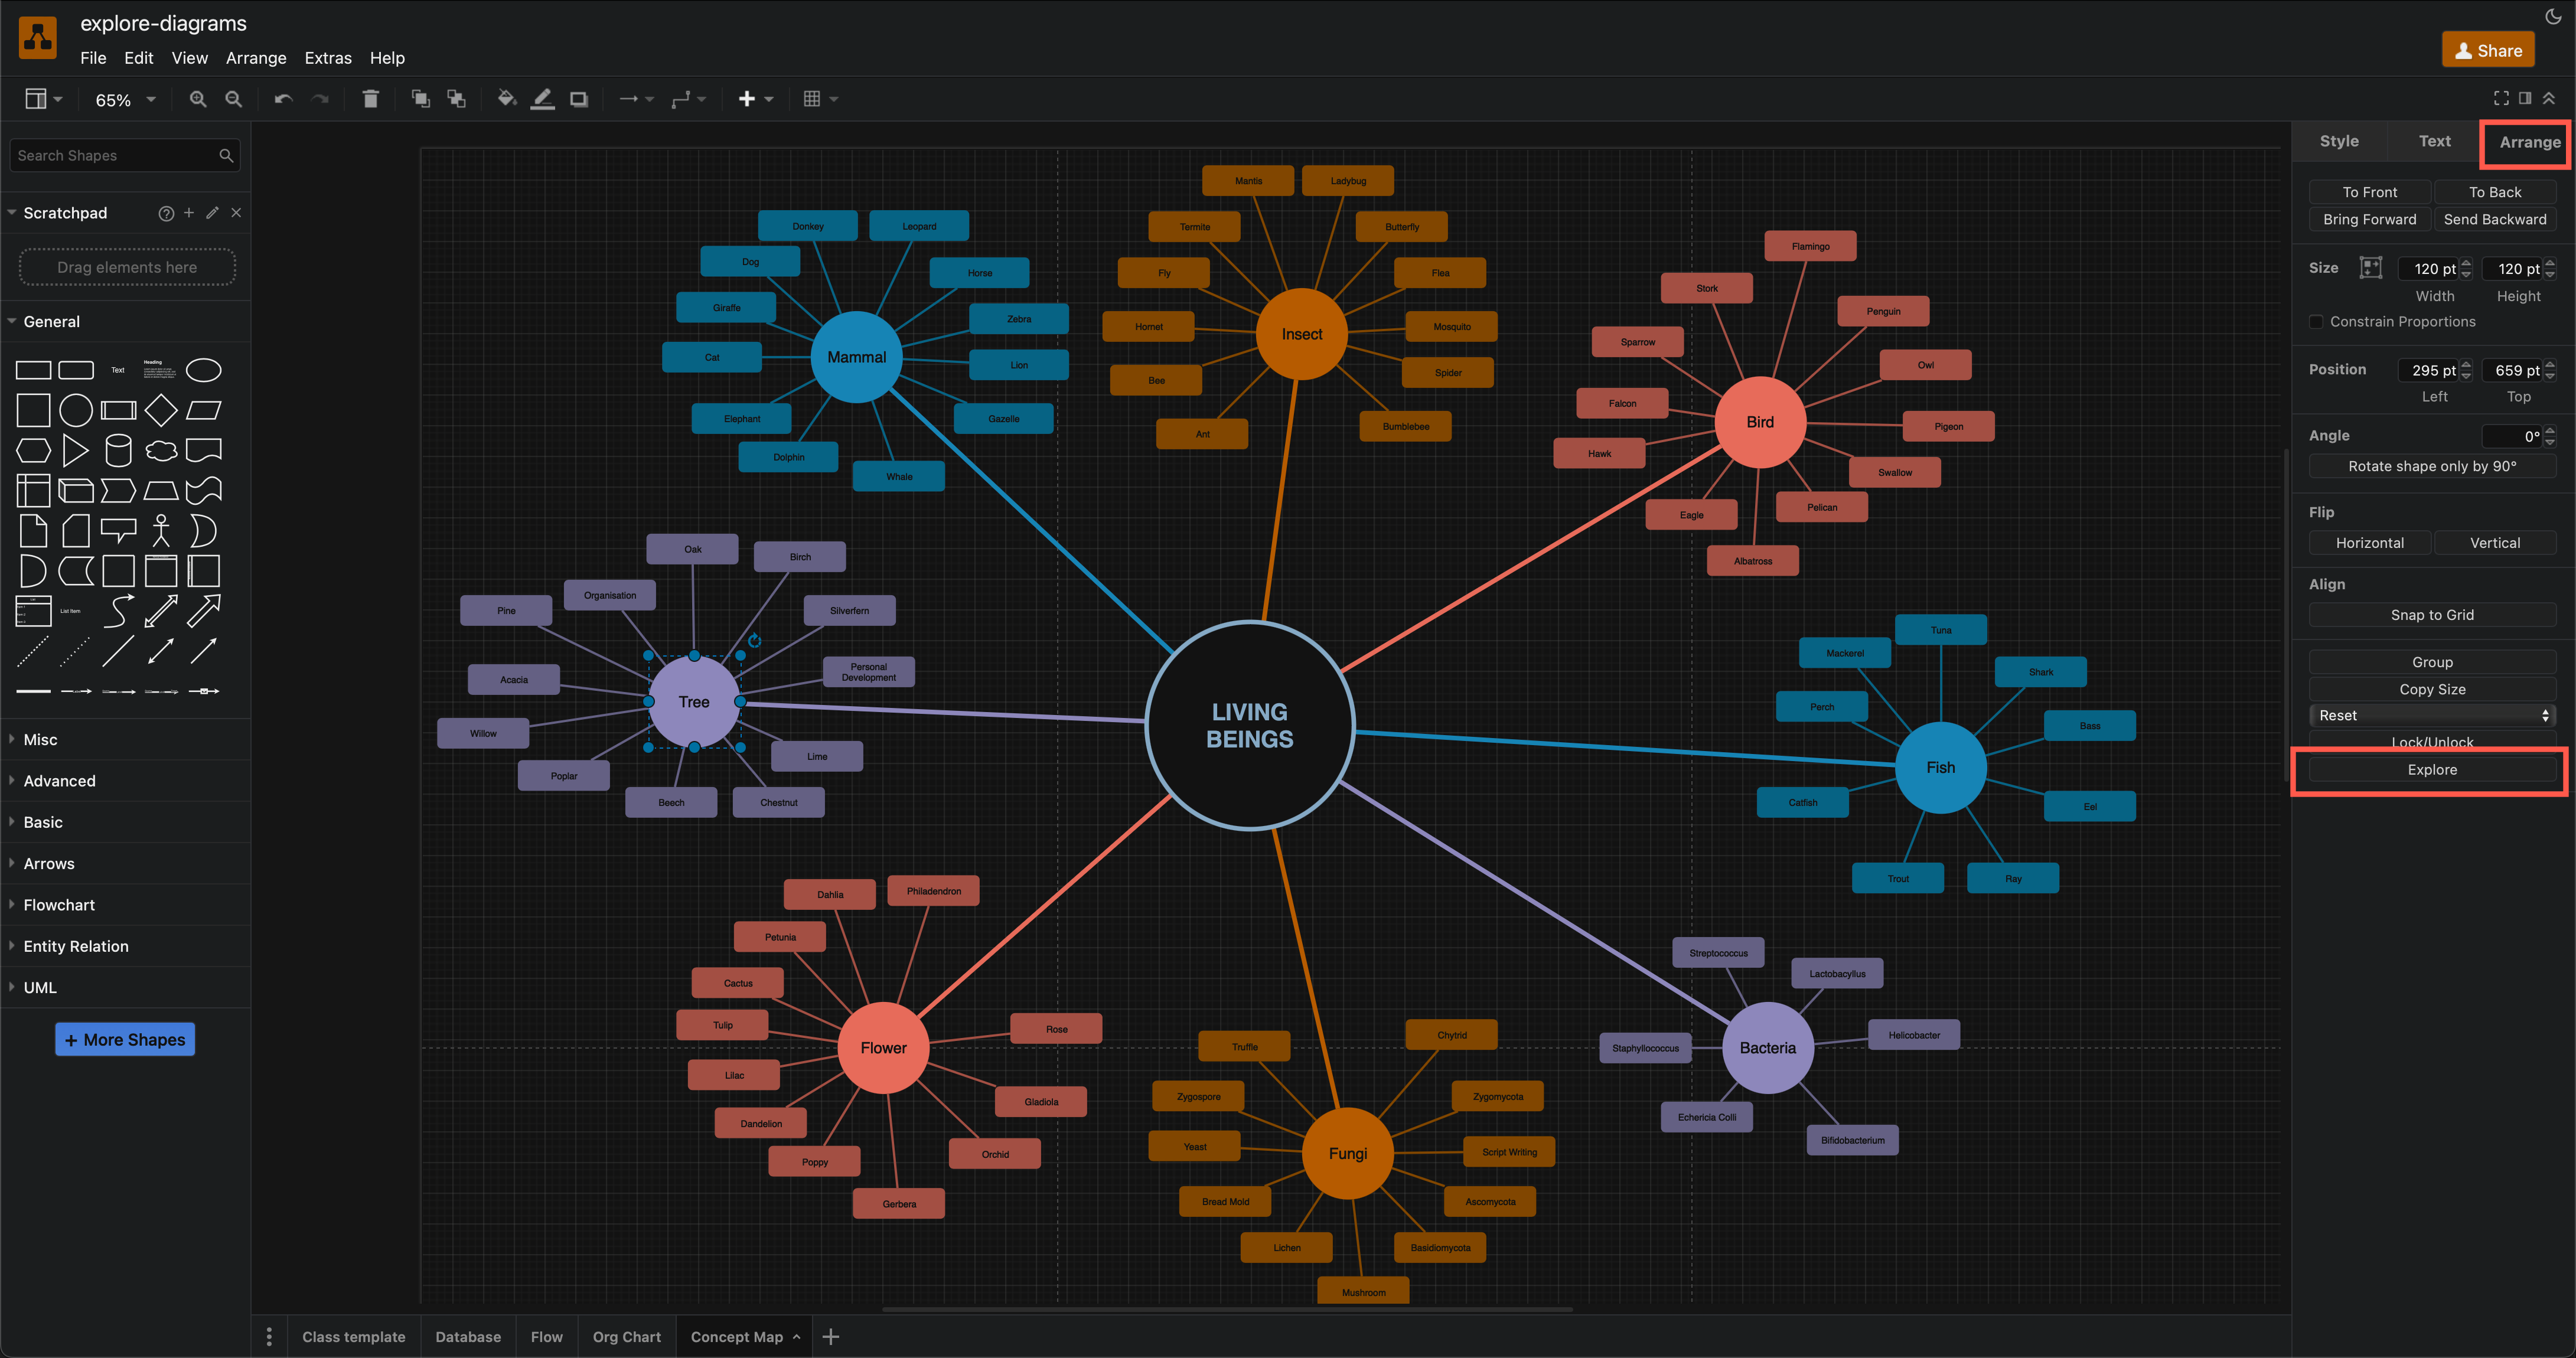 explore-diagrams
File Edit View Arrange Extras Help
Share
65%
Search Shapes
Scratchpad
Drag elements here
General
Text
Heading
List Item
Misc
Advanced
Basic
Arrows
Flowchart
Entity Relation
UML
+ More Shapes
Mammal
Donkey
Leopard
Dog
Horse
Giraffe
Zebra
Cat
Lion
Elephant
Gazelle
Dolphin
Whale
Insect
Mantis
Ladybug
Termite
Butterfly
Fly
Flea
Hornet
Mosquito
Bee
Spider
Ant
Bumblebee
Bird
Flamingo
Stork
Penguin
Sparrow
Owl
Falcon
Pigeon
Hawk
Swallow
Eagle
Pelican
Albatross
Tree
Oak
Birch
Organisation
Pine
Silverfern
Acacia
Personal
Development
Willow
Lime
Poplar
Beech
Chestnut
LIVING
BEINGS
Fish
Tuna
Mackerel
Shark
Perch
Bass
Catfish
Eel
Trout
Ray
Flower
Dahlia
Philadendron
Petunia
Cactus
Tulip
Rose
Lilac
Gladiola
Dandelion
Orchid
Poppy
Gerbera
Fungi
Truffle
Chytrid
Zygospore
Zygomycota
Yeast
Script Writing
Bread Mold
Ascomycota
Lichen
Basidiomycota
Mushroom
Bacteria
Streptococcus
Lactobacyllus
Staphyllococcus
Helicobacter
Echericia Colli
Bifidobacterium
Style Text Arrange
To Front To Back
Bring Forward Send Backward
Size 120 pt 120 pt
Width Height
Constrain Proportions
Position 295 pt 659 pt
Left Top
Angle 0°
Rotate shape only by 90°
Flip
Horizontal Vertical
Align
Snap to Grid
Group
Copy Size
Reset
Lock/Unlock
Explore
Class template Database Flow Org Chart Concept Map